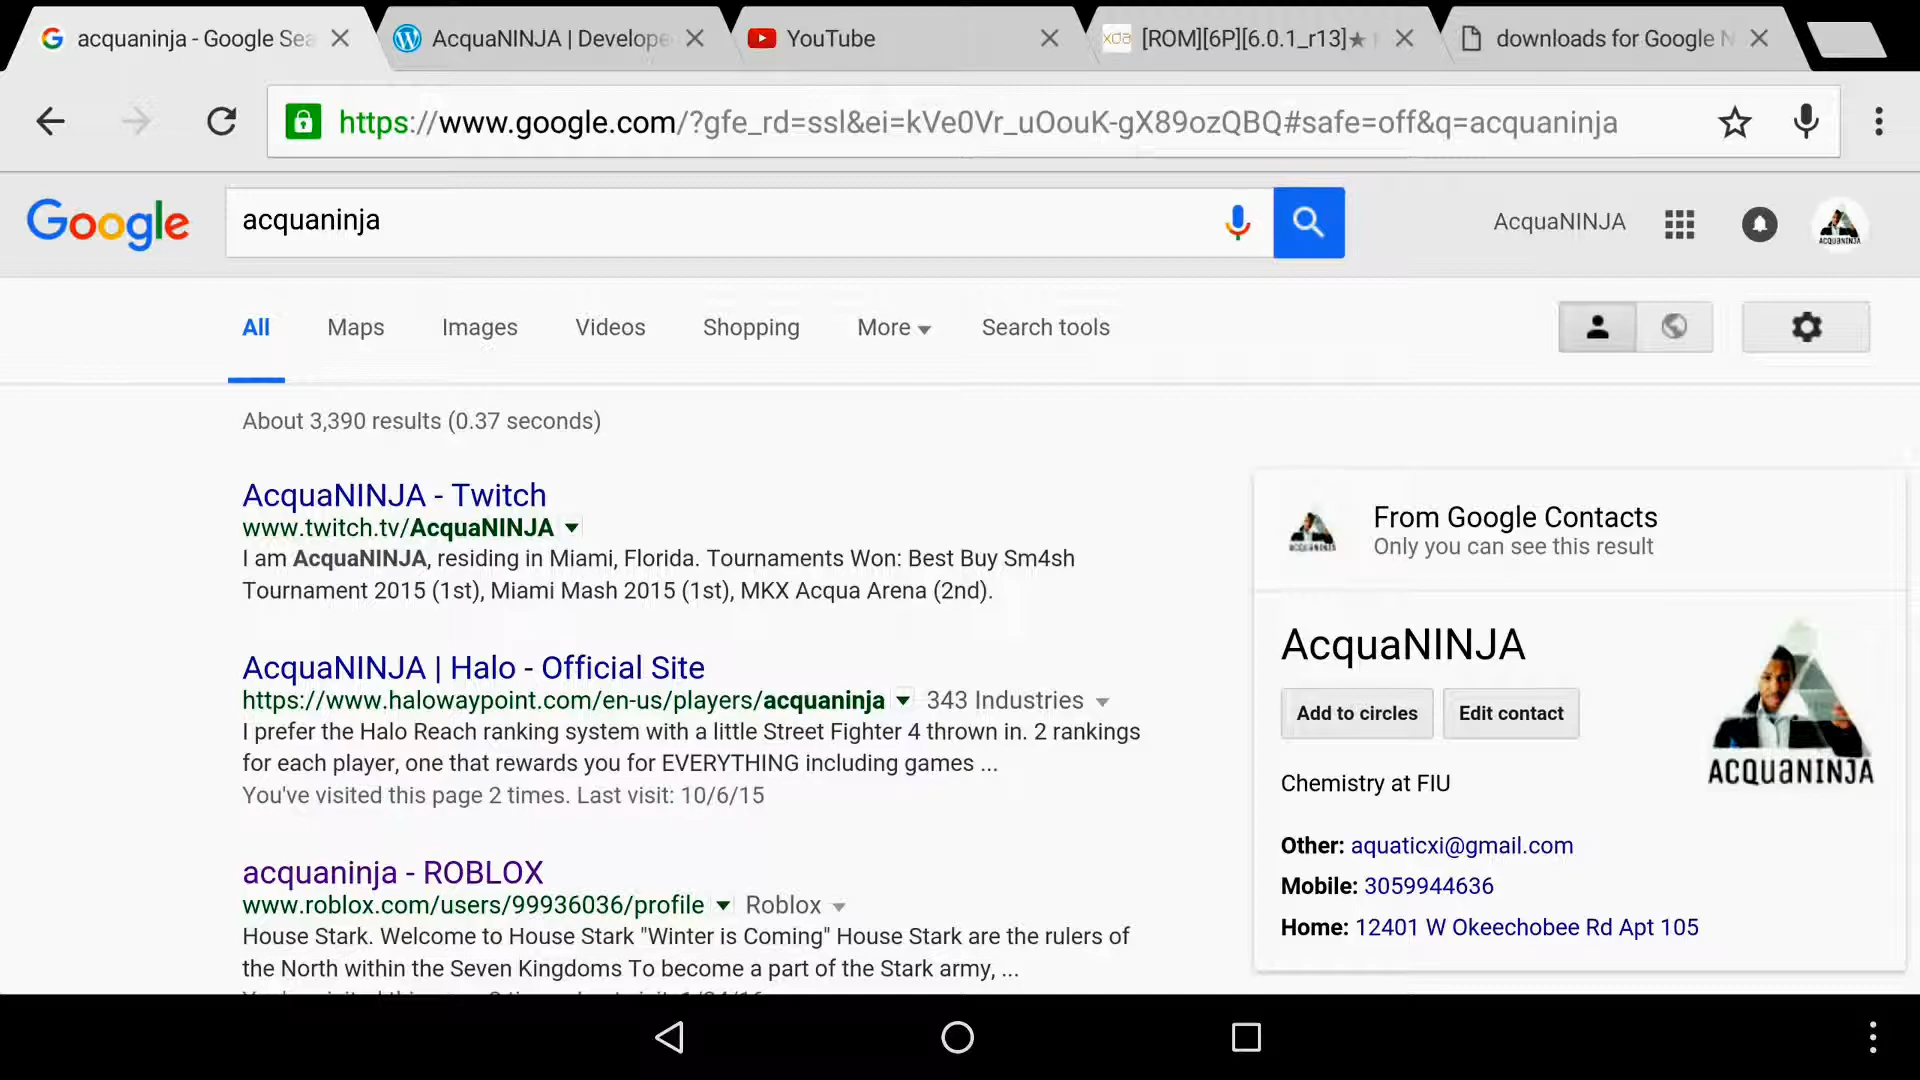 acquaninja - Google Sea
AcquaNINJA | Develope
YouTube
[ROM][6P][6.0.1_r13]★
downloads for Google N
https://www.google.com/?gfe_rd=ssl&ei=kVe0Vr_uOouK-gX89ozQBQ#safe=off&q=acquaninja
Google
acquaninja
AcquaNINJA
ACQUANINJA
All
Maps
Images
Videos
Shopping
More
Search tools
About 3,390 results (0.37 seconds)
AcquaNINJA - Twitch
www.twitch.tv/AcquaNINJA
I am AcquaNINJA, residing in Miami, Florida. Tournaments Won: Best Buy Sm4sh
Tournament 2015 (1st), Miami Mash 2015 (1st), MKX Acqua Arena (2nd).
AcquaNINJA | Halo - Official Site
https://www.halowaypoint.com/en-us/players/acquaninja 343 Industries
I prefer the Halo Reach ranking system with a little Street Fighter 4 thrown in. 2 rankings
for each player, one that rewards you for EVERYTHING including games ...
You've visited this page 2 times. Last visit: 10/6/15
acquaninja - ROBLOX
www.roblox.com/users/99936036/profile Roblox
House Stark. Welcome to House Stark "Winter is Coming" House Stark are the rulers of
the North within the Seven Kingdoms To become a part of the Stark army, ...
From Google Contacts
Only you can see this result
ACQUANINJA
AcquaNINJA
Add to circles
Edit contact
ACQUaNINJA
Chemistry at FIU
Other: aquaticxi@gmail.com
Mobile: 3059944636
Home: 12401 W Okeechobee Rd Apt 105